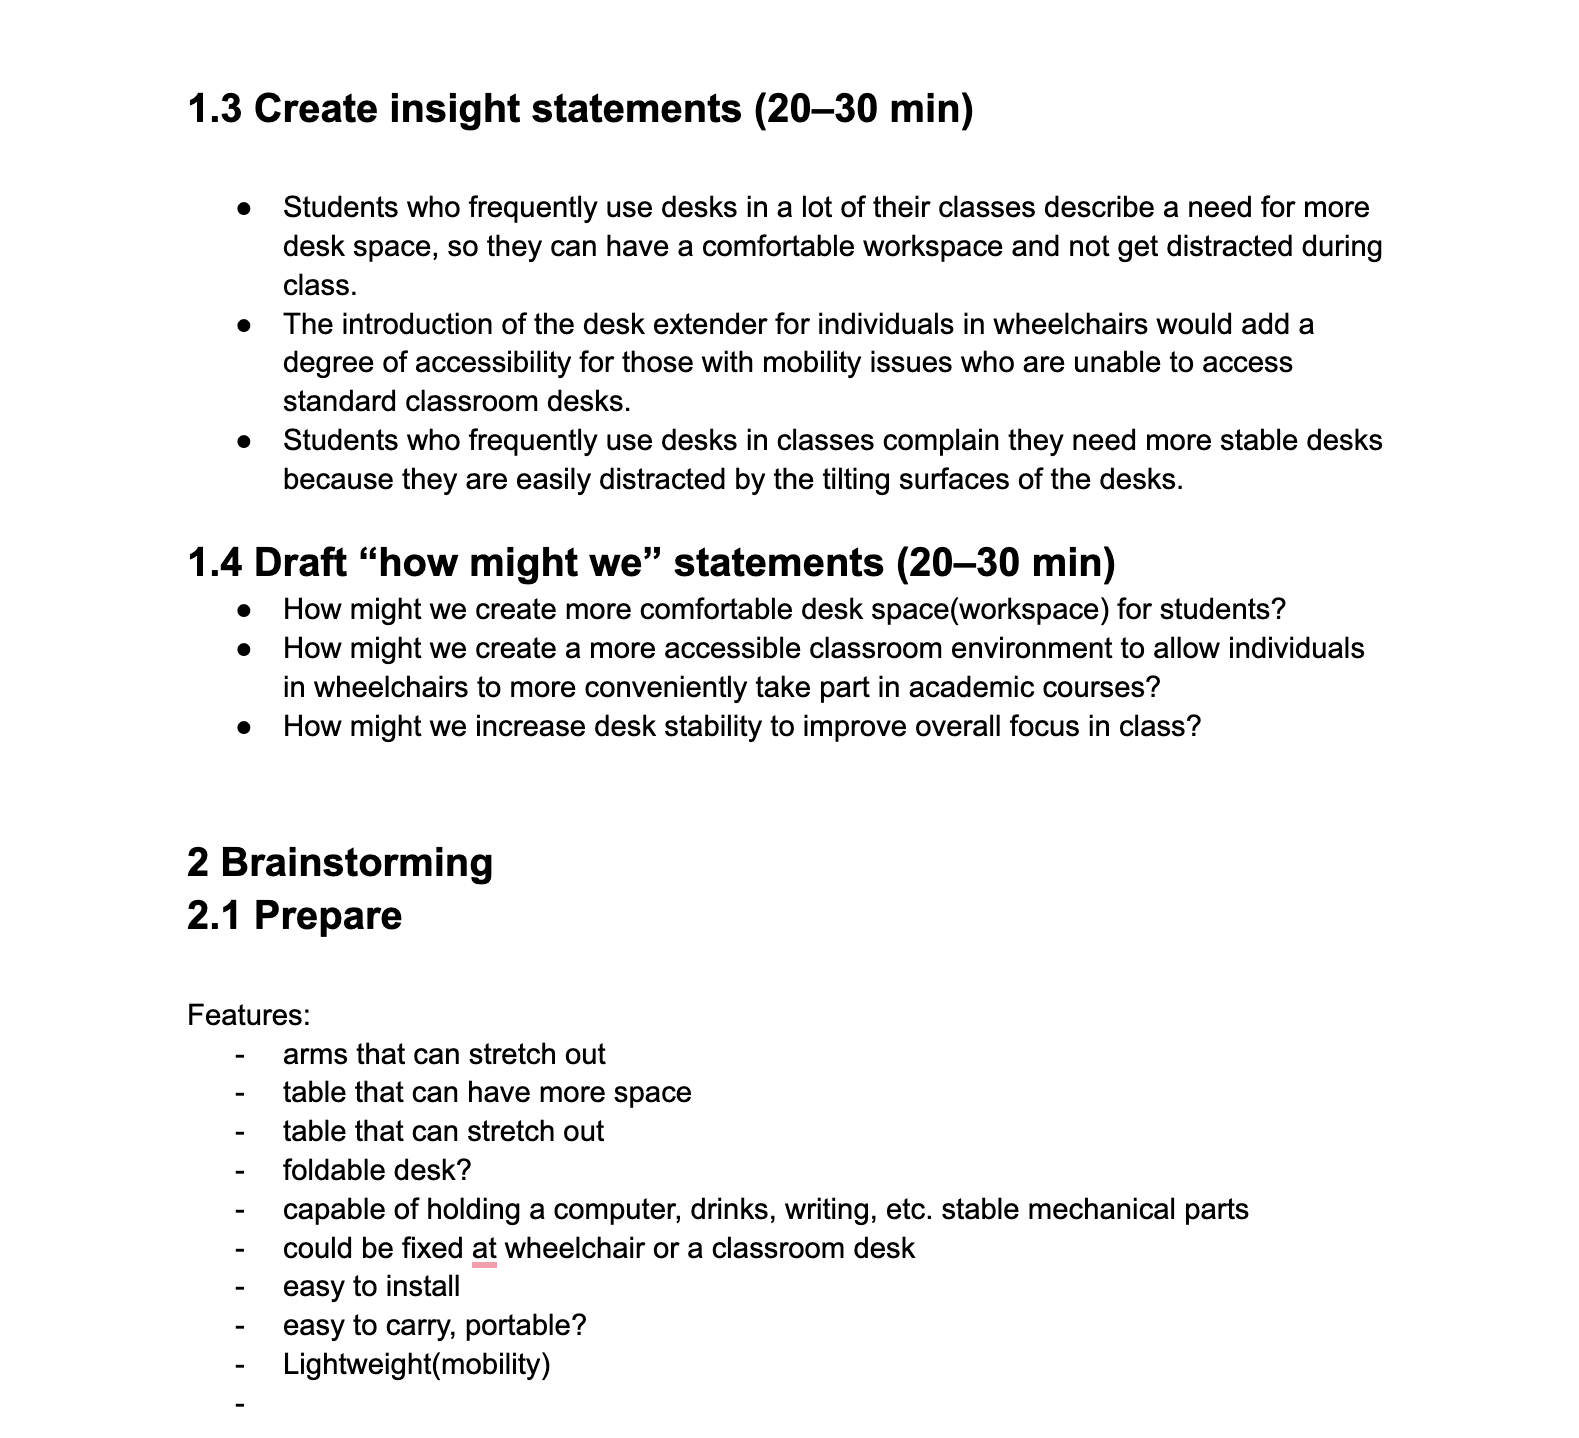 1.3 Create insight statements (20–30 min)
● Students who frequently use desks in a lot of their classes describe a need for more
desk space, so they can have a comfortable workspace and not get distracted during
class.
● The introduction of the desk extender for individuals in wheelchairs would add a
degree of accessibility for those with mobility issues who are unable to access
standard classroom desks.
● Students who frequently use desks in classes complain they need more stable desks
because they are easily distracted by the tilting surfaces of the desks.
1.4 Draft “how might we” statements (20–30 min)
● How might we create more comfortable desk space(workspace) for students?
● How might we create a more accessible classroom environment to allow individuals
in wheelchairs to more conveniently take part in academic courses?
● How might we increase desk stability to improve overall focus in class?
2 Brainstorming
2.1 Prepare
Features:
- arms that can stretch out
- table that can have more space
- table that can stretch out
- foldable desk?
- capable of holding a computer, drinks, writing, etc. stable mechanical parts
- could be fixed at wheelchair or a classroom desk
- easy to install
- easy to carry, portable?
- Lightweight(mobility)
-